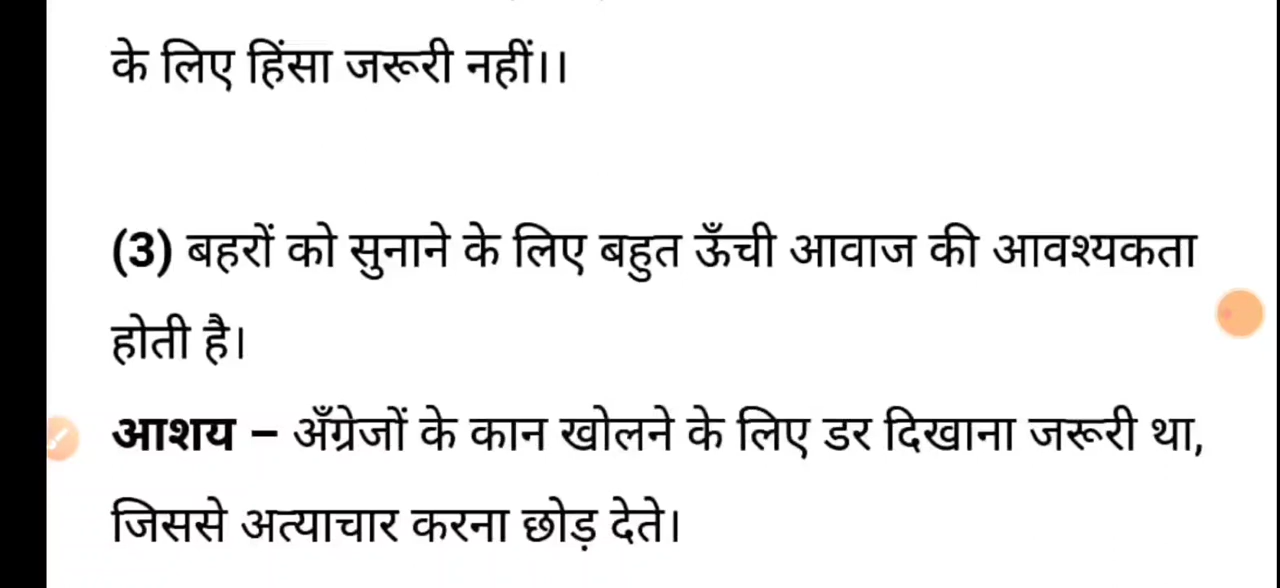 के लिए हिंसा जरूरी नहीं।।
(3) बहरों को सुनाने के लिए बहुत ऊँची आवाज की आवश्यकता
होती है।
आशय – अँग्रेजों के कान खोलने के लिए डर दिखाना जरूरी था,
जिससे अत्याचार करना छोड़ देते।